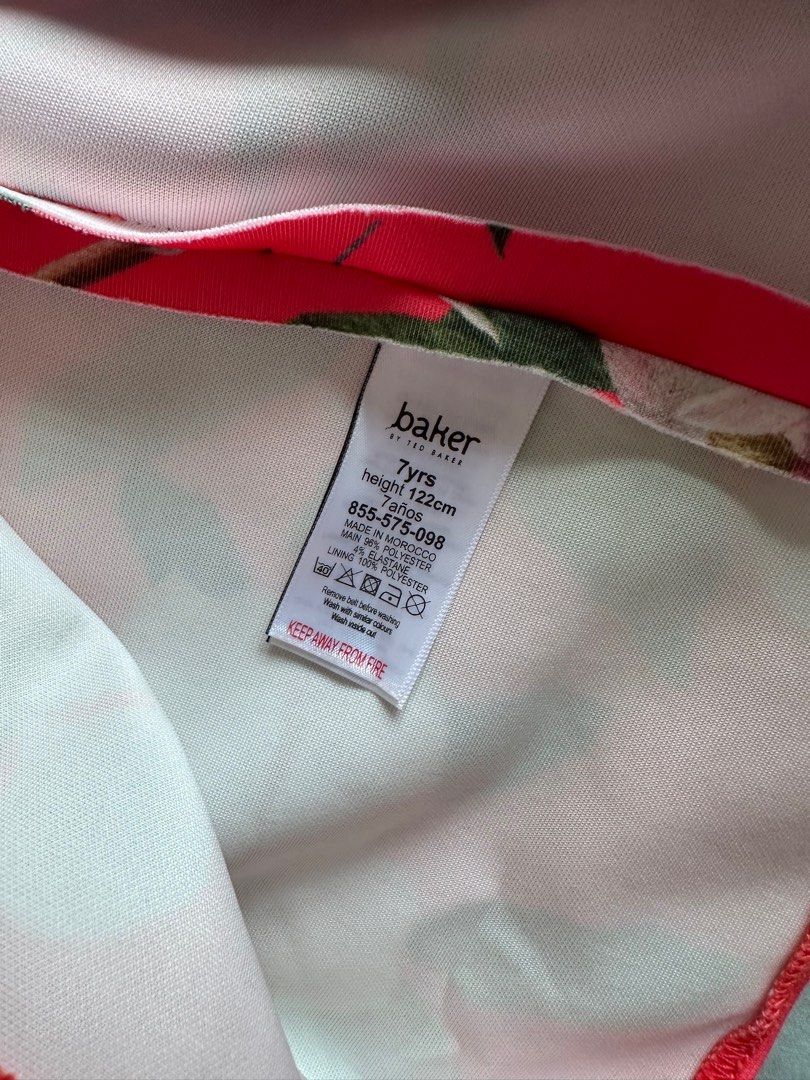 baker
BY TED BAKER
7yrs
height 122cm
7años
855-575-098
MADE IN MOROCCO
MAIN 96% POLYESTER
4% ELASTANE
LINING 100% POLYESTER
40
Remove belt before washing
Wash with similar colours
Wash inside out
KEEP AWAY FROM FIRE